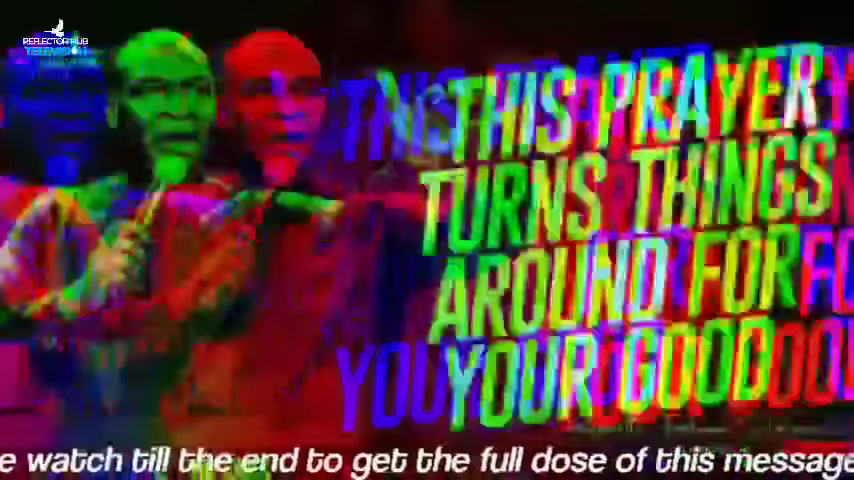 REFLECTOR HUB
TELEVISION
THIS PRAYER
TURNS THINGS
AROUND FOR
YOUR GOOD
e watch till the end to get the full dose of this message